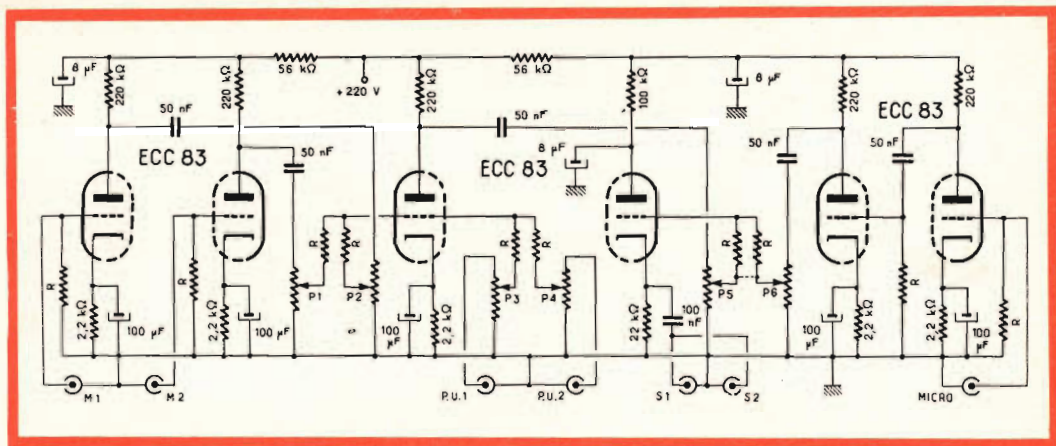 8 µF
220 kΩ
220 kΩ
56 kΩ
+220 V
220 kΩ
56 kΩ
100 kΩ
8 µF
220 kΩ
220 kΩ
50 nF
ECC 83
50 nF
50 nF
ECC 83
8 µF
50 nF
50 nF
ECC 83
R
R
R
R
P1
P2
R
R
P3
P4
R
R
P5
P6
R
R
2,2 kΩ
100 µF
2,2 kΩ
100 µF
100 µF
2,2 kΩ
22 kΩ
100 nF
100 µF
2,2 kΩ
2,2 kΩ
100 µF
M1
M2
P.U.1
P.U.2
S1
S2
MICRO